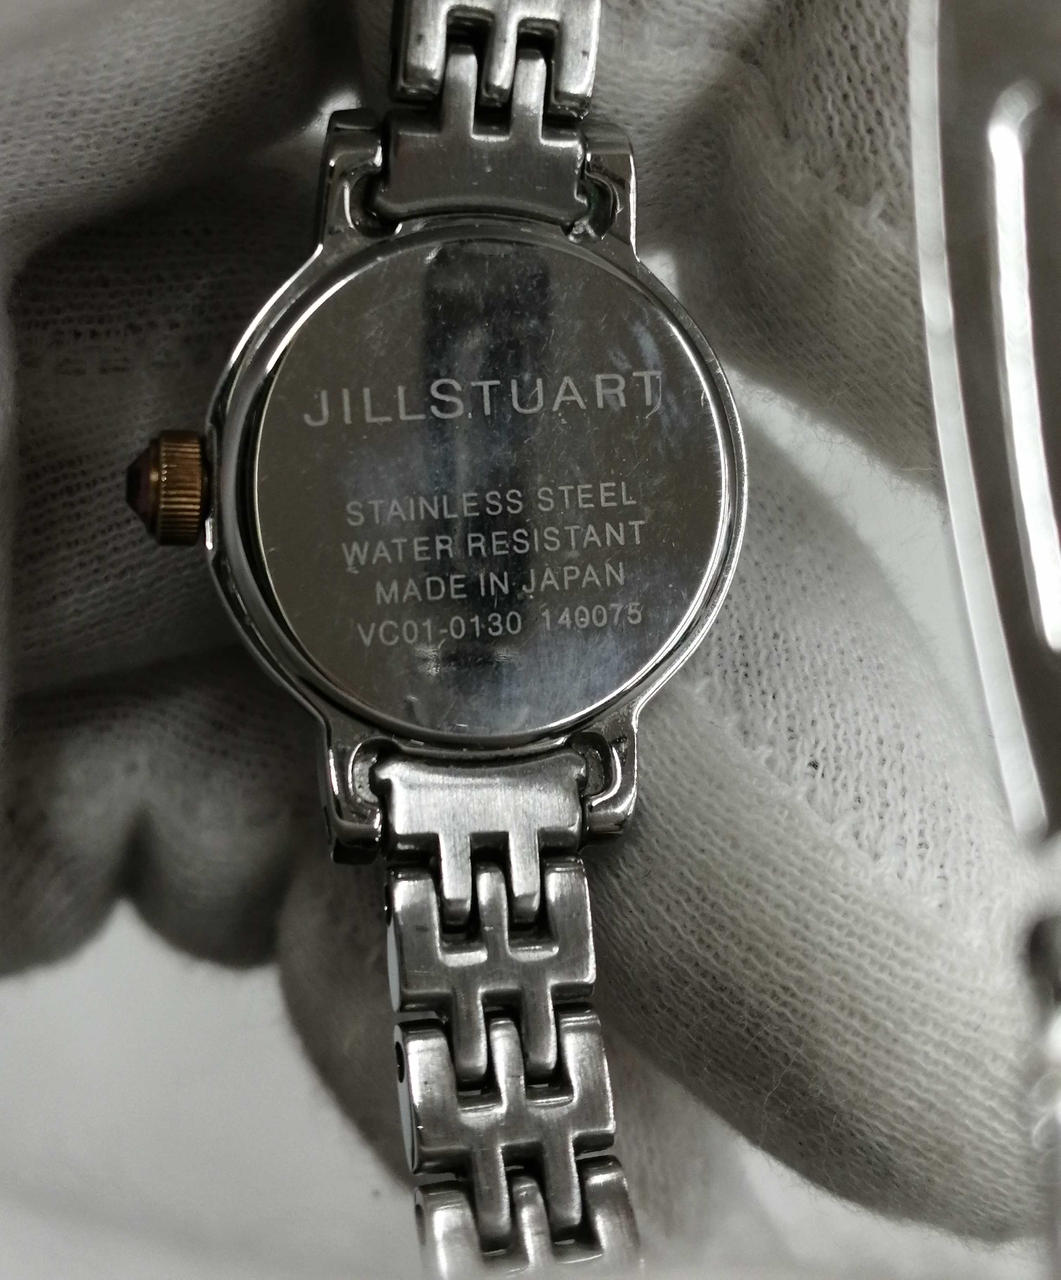 JILLSTUART
STAINLESS STEEL
WATER RESISTANT
MADE IN JAPAN
VC01-0130 140075